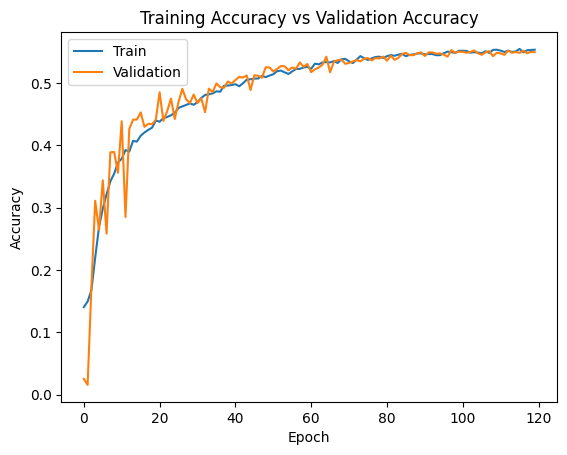 Training Accuracy vs Validation Accuracy
Train
Validation
0.5
0.4
0.3
0.2
0.1
0.0
Accuracy
0 20 40 60 80 100 120
Epoch